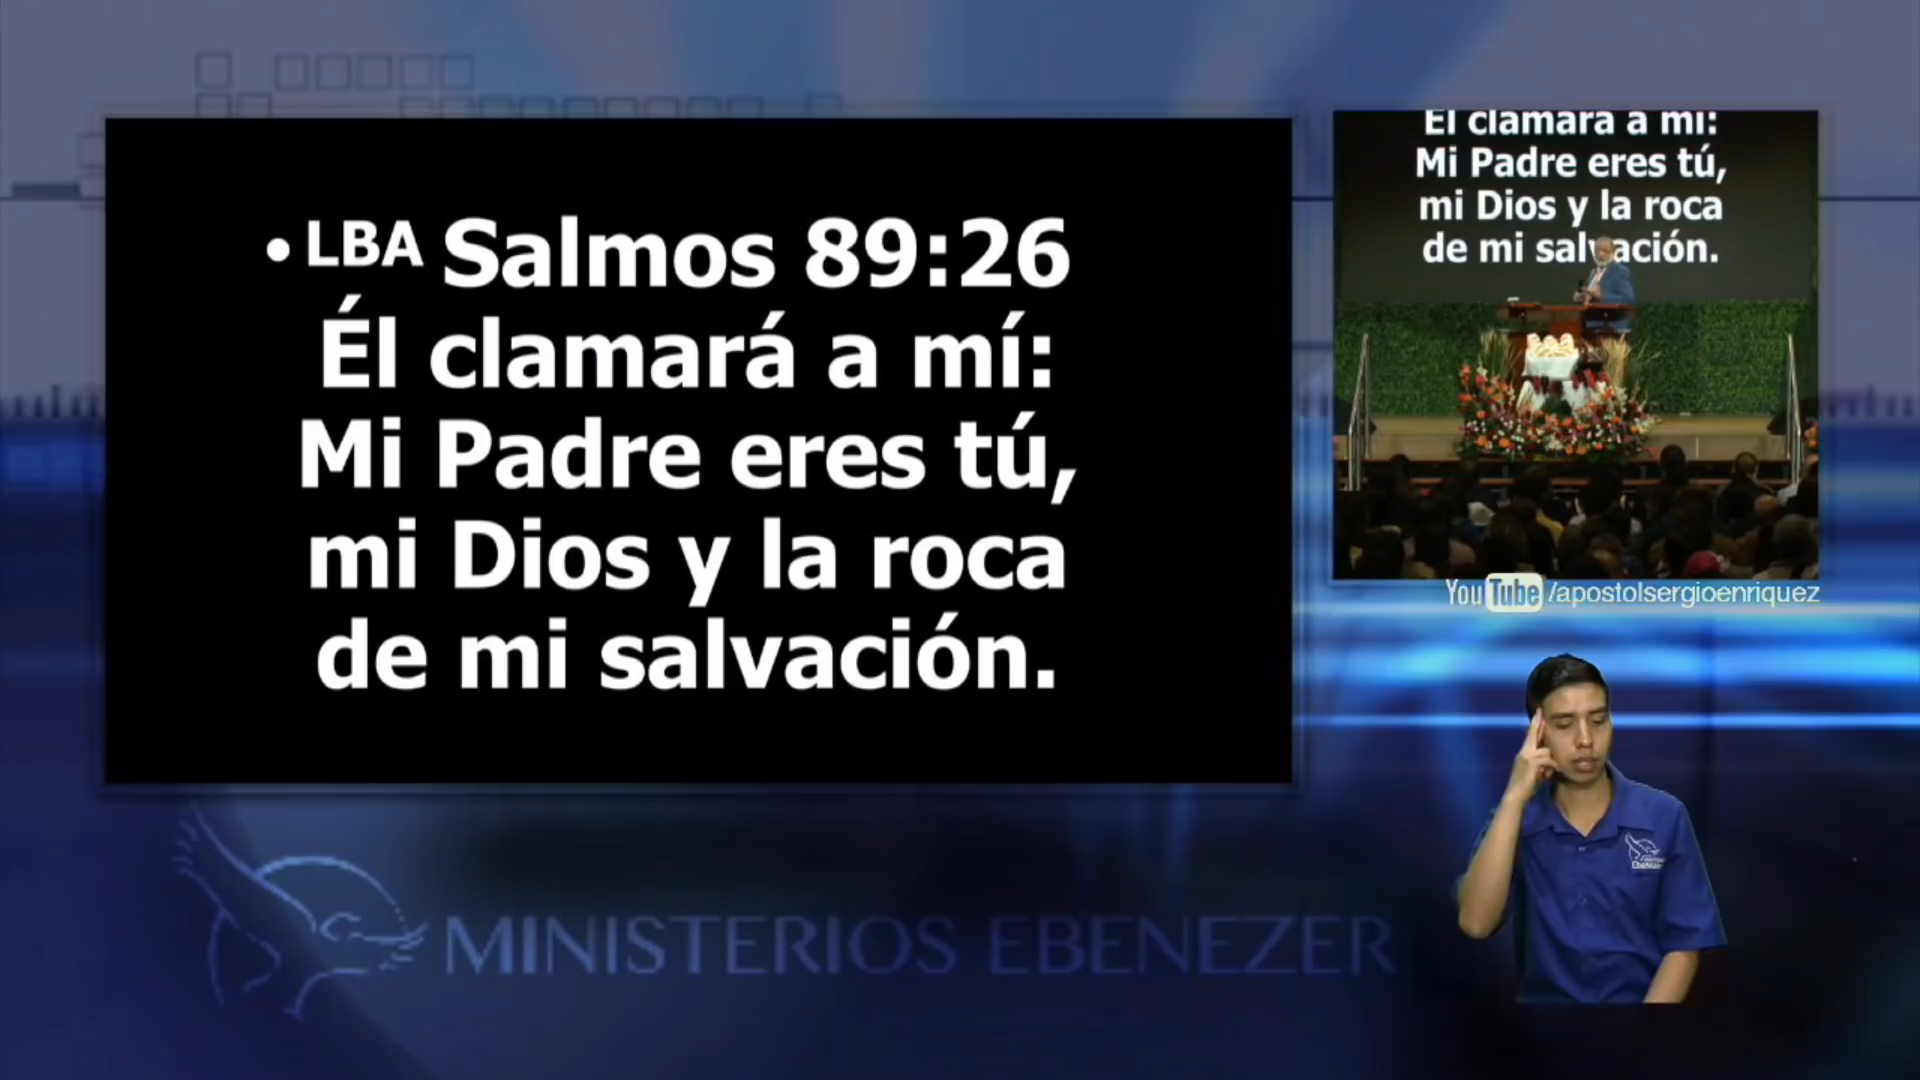 • LBA Salmos 89:26
Él clamará a mí:
Mi Padre eres tú,
mi Dios y la roca
de mi salvación.
El clamará a mí:
Mi Padre eres tú,
mi Dios y la roca
de mi salvación.
YouTube /apostolsergioenriquez
Ebenezer
MINISTERIOS EBENEZER